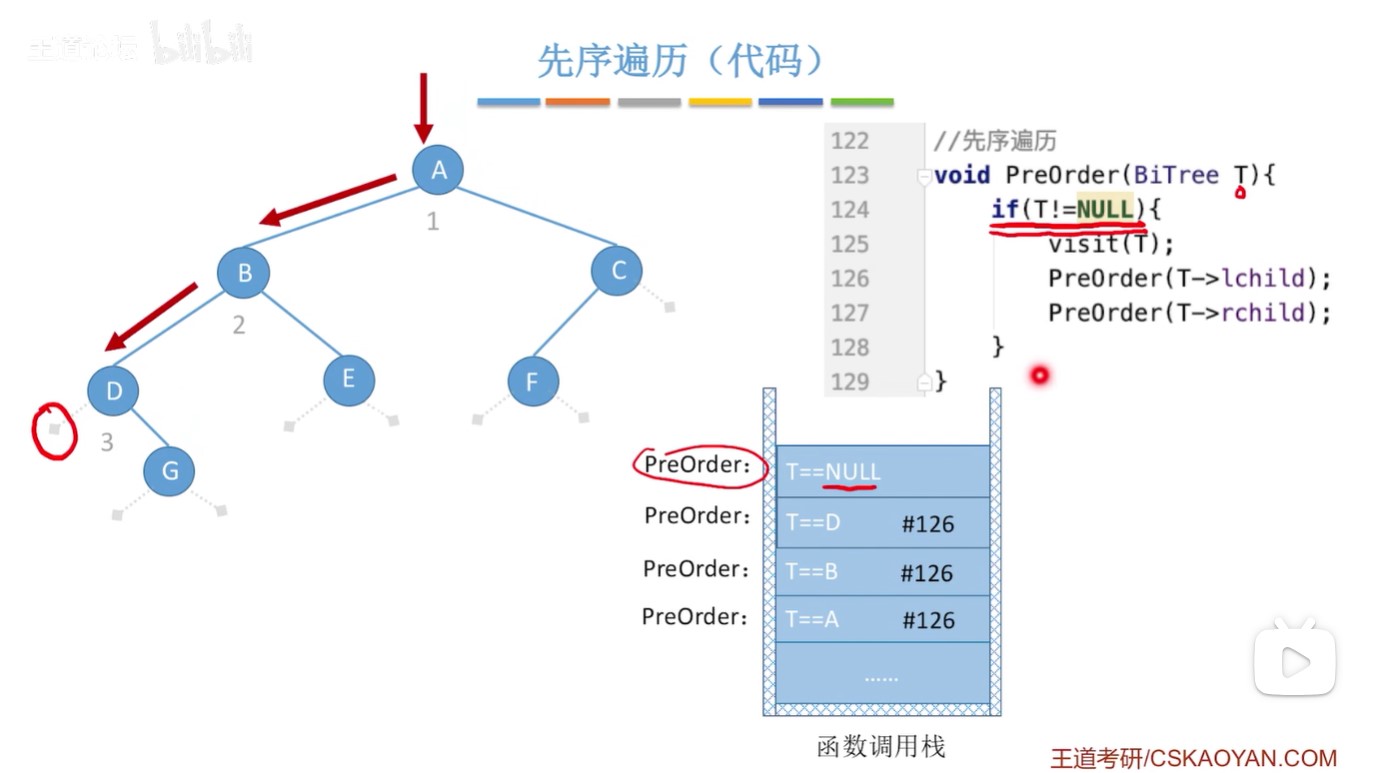 王道论坛 bilibili
先序遍历（代码）
A
1
B
C
2
D
E
F
3
G
122 //先序遍历
123 void PreOrder(BiTree T){
124 if(T!=NULL){
125 visit(T);
126 PreOrder(T->lchild);
127 PreOrder(T->rchild);
128 }
129 }
PreOrder： T==NULL
PreOrder： T==D #126
PreOrder： T==B #126
PreOrder： T==A #126
……
函数调用栈
王道考研/CSKAOYAN.COM